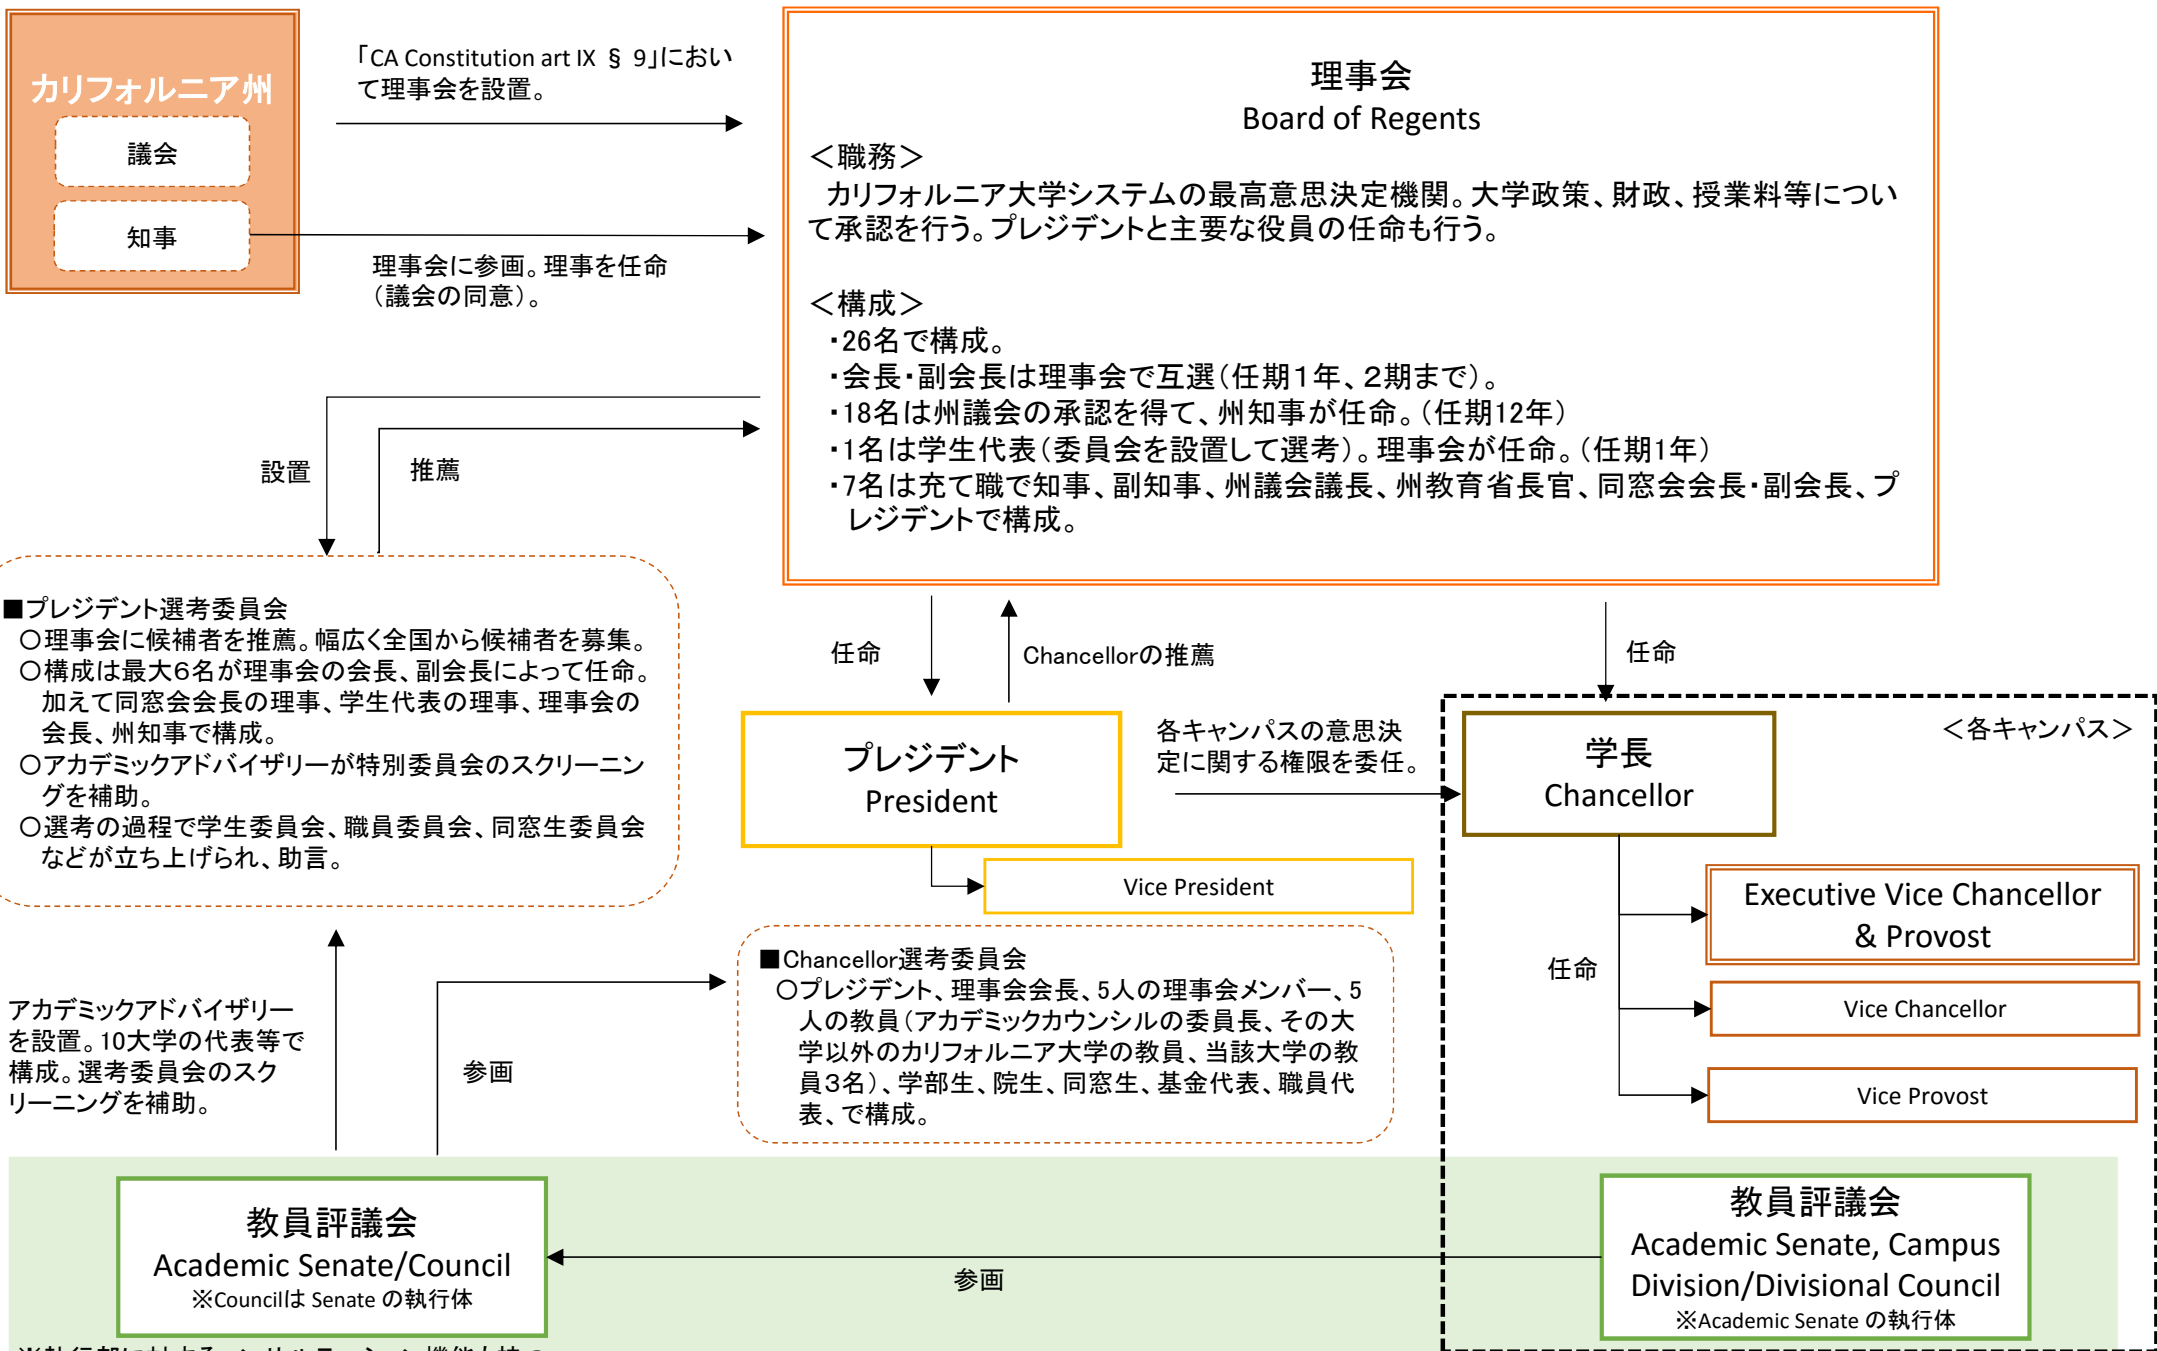 カリフォルニア州
議会
知事
「CA Constitution art IX § 9」におい
て理事会を設置。
理事会に参画。理事を任命
（議会の同意）。
理事会
Board of Regents
＜職務＞
カリフォルニア大学システムの最高意思決定機関。大学政策、財政、授業料等につい
て承認を行う。プレジデントと主要な役員の任命も行う。
＜構成＞
・26名で構成。
・会長・副会長は理事会で互選（任期１年、２期まで）。
・18名は州議会の承認を得て、州知事が任命。（任期12年）
・1名は学生代表（委員会を設置して選考）。理事会が任命。（任期1年）
・7名は充て職で知事、副知事、州議会議長、州教育省長官、同窓会会長・副会長、プ
レジデントで構成。
設置
推薦
■プレジデント選考委員会
○理事会に候補者を推薦。幅広く全国から候補者を募集。
○構成は最大６名が理事会の会長、副会長によって任命。
加えて同窓会会長の理事、学生代表の理事、理事会の
会長、州知事で構成。
○アカデミックアドバイザリーが特別委員会のスクリーニン
グを補助。
○選考の過程で学生委員会、職員委員会、同窓生委員会
などが立ち上げられ、助言。
任命
Chancellorの推薦
任命
プレジデント
President
各キャンパスの意思決
定に関する権限を委任。
＜各キャンパス＞
学長
Chancellor
Vice President
Executive Vice Chancellor
& Provost
任命
Vice Chancellor
Vice Provost
■Chancellor選考委員会
○プレジデント、理事会会長、5人の理事会メンバー、5
人の教員（アカデミックカウンシルの委員長、その大
学以外のカリフォルニア大学の教員、当該大学の教
員３名）、学部生、院生、同窓生、基金代表、職員代
表、で構成。
アカデミックアドバイザリー
を設置。10大学の代表等で
構成。選考委員会のスク
リーニングを補助。
参画
教員評議会
Academic Senate/Council
※Councilは Senate の執行体
参画
教員評議会
Academic Senate, Campus
Division/Divisional Council
※Academic Senate の執行体